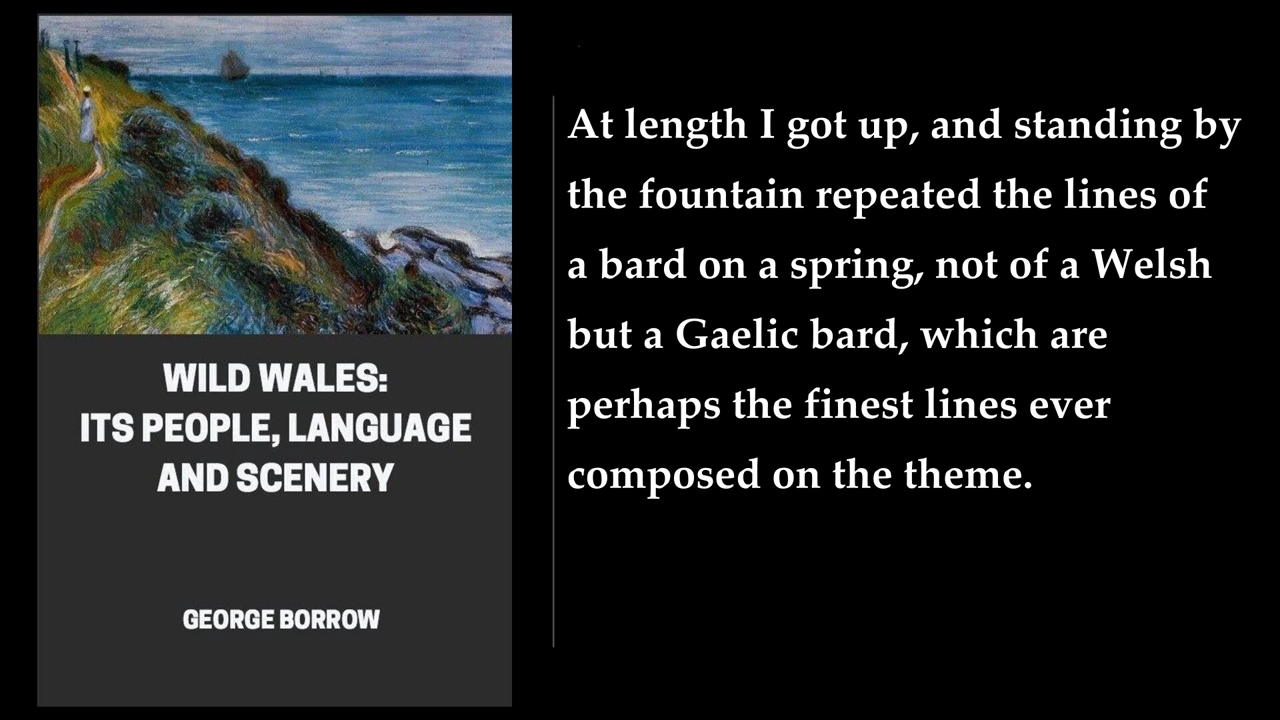 WILD WALES:
ITS PEOPLE, LANGUAGE
AND SCENERY
GEORGE BORROW
At length I got up, and standing by
the fountain repeated the lines of
a bard on a spring, not of a Welsh
but a Gaelic bard, which are
perhaps the finest lines ever
composed on the theme.